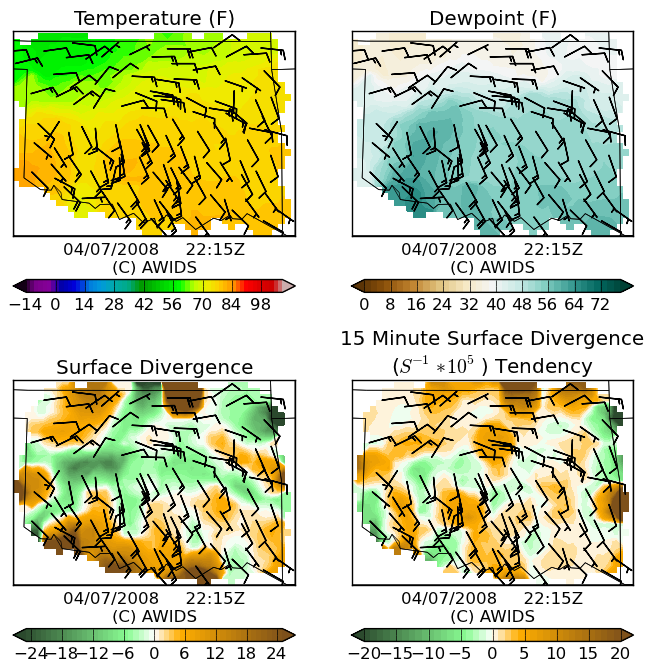 Temperature (F)
Dewpoint (F)
04/07/2008 22:15Z
(C) AWIDS
04/07/2008 22:15Z
(C) AWIDS
−14 0 14 28 42 56 70 84 98
0 8 16 24 32 40 48 56 64 72
Surface Divergence
15 Minute Surface Divergence
(S⁻¹ *10⁵ ) Tendency
04/07/2008 22:15Z
(C) AWIDS
04/07/2008 22:15Z
(C) AWIDS
−24 −18 −12 −6 0 6 12 18 24
−20 −15 −10 −5 0 5 10 15 20